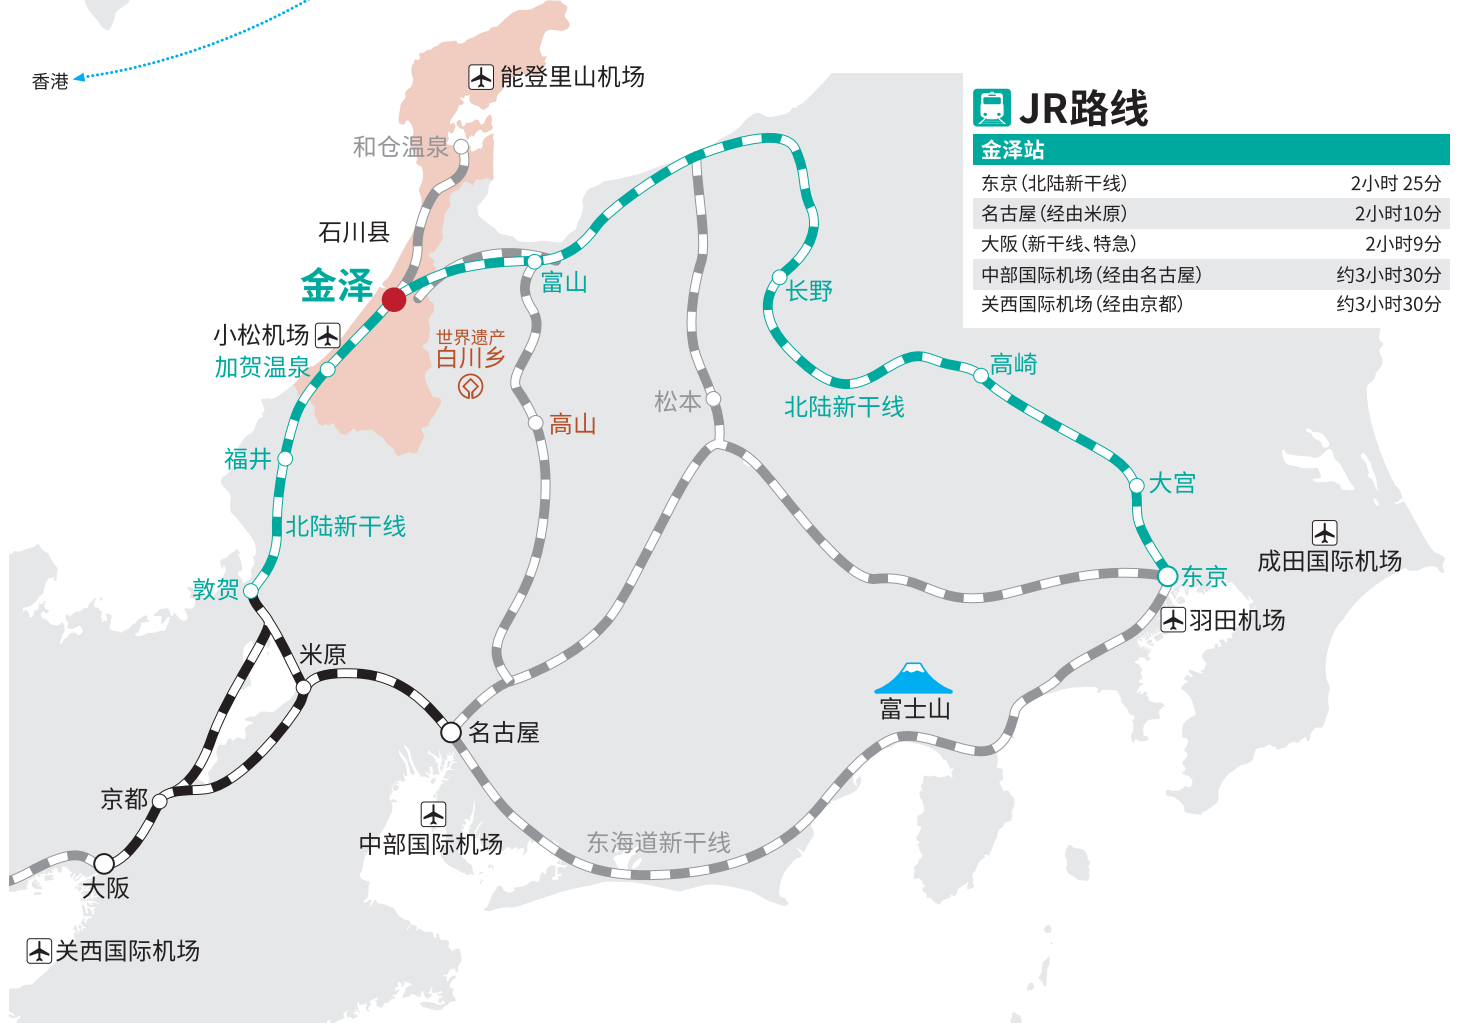 香港
能登里山机场
和仓温泉
石川县
金泽
富山
小松机场
加贺温泉
世界遗产
白川乡
高山
松本
长野
北陆新干线
高崎
大宫
福井
北陆新干线
敦贺
成田国际机场
东京
羽田机场
米原
富士山
名古屋
京都
中部国际机场
东海道新干线
大阪
关西国际机场
JR路线
金泽站
东京（北陆新干线） 2小时 25分
名古屋（经由米原） 2小时10分
大阪（新干线、特急） 2小时9分
中部国际机场（经由名古屋） 约3小时30分
关西国际机场（经由京都） 约3小时30分